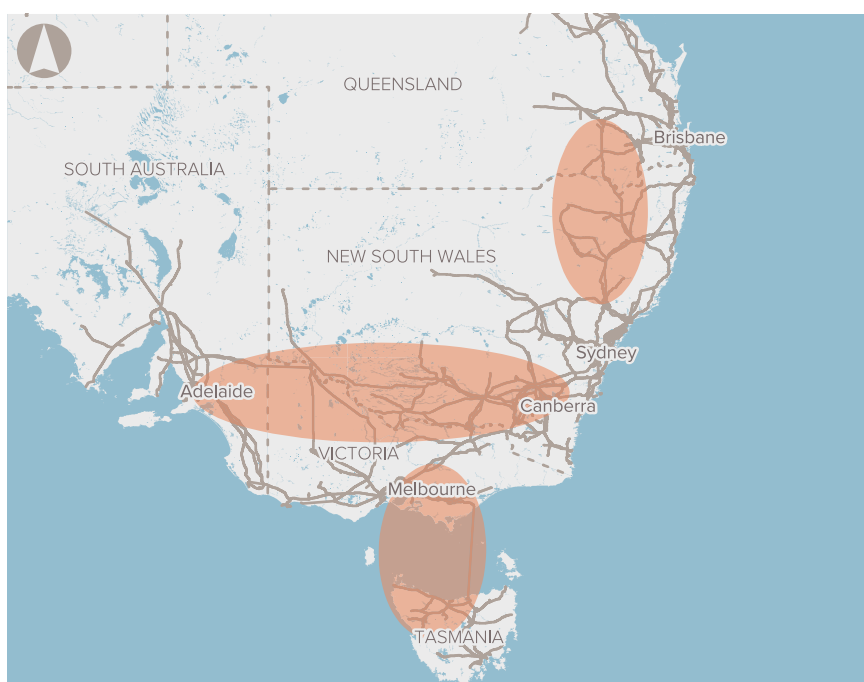 QUEENSLAND
Brisbane
SOUTH AUSTRALIA
NEW SOUTH WALES
Sydney
Adelaide
Canberra
VICTORIA
Melbourne
TASMANIA